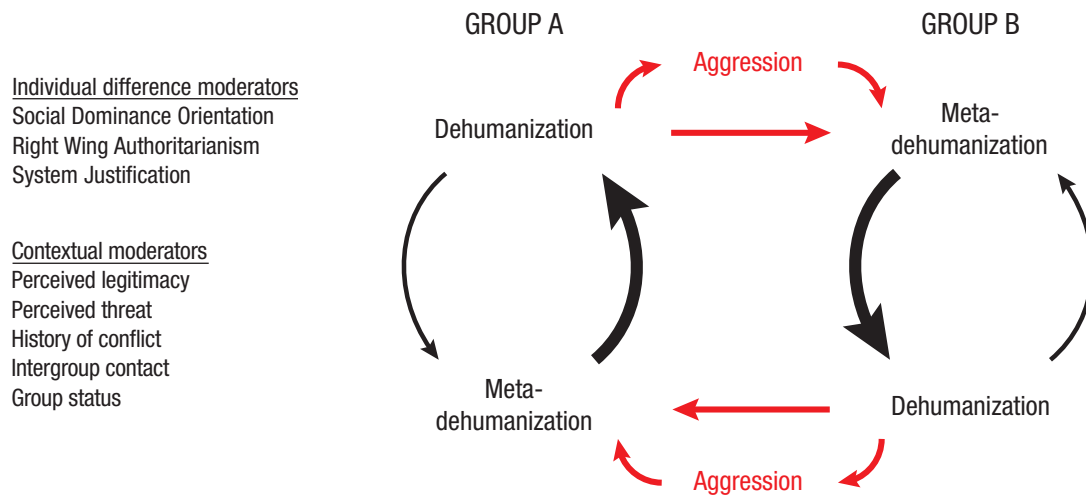 GROUP A
GROUP B
Aggression
Individual difference moderators
Social Dominance Orientation
Right Wing Authoritarianism
System Justification
Dehumanization
Meta-
dehumanization
Contextual moderators
Perceived legitimacy
Perceived threat
History of conflict
Intergroup contact
Group status
Meta-
dehumanization
Dehumanization
Aggression